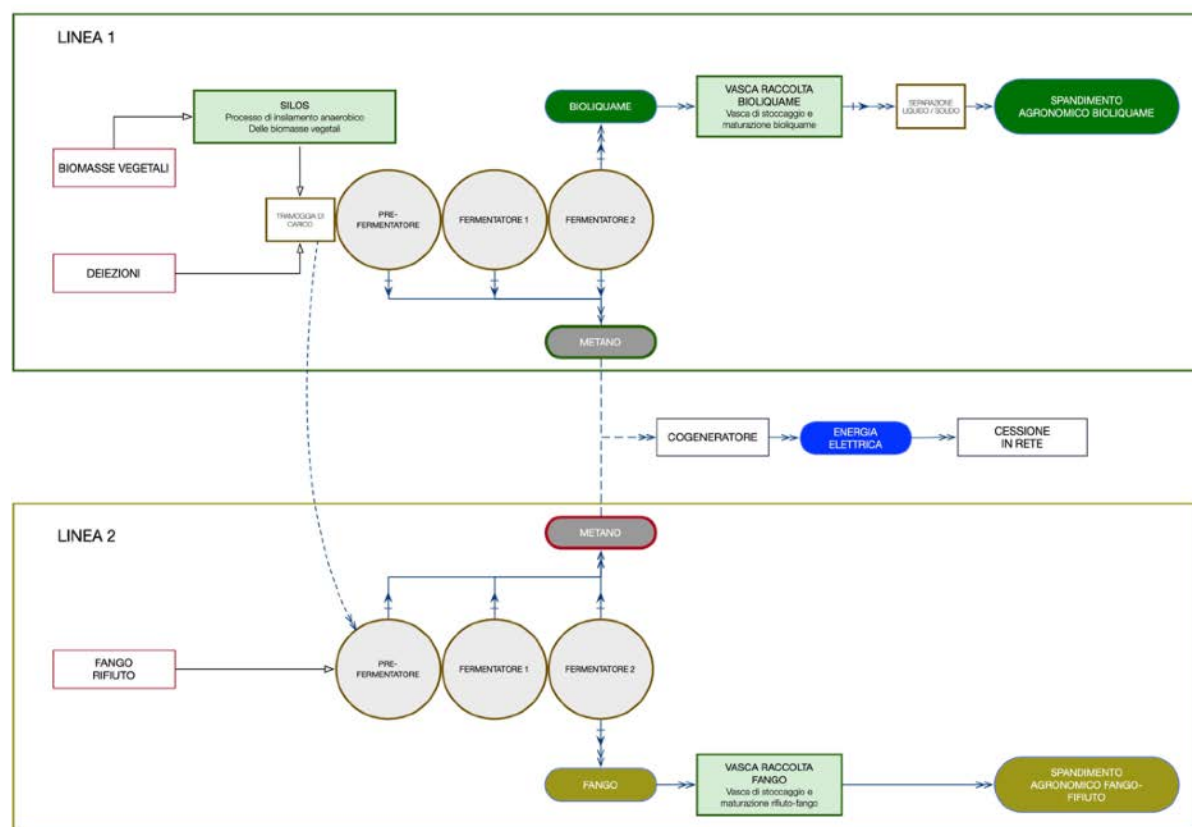 LINEA 1
SILOS
Processo di insilamento anaerobico
Delle biomasse vegetali
BIOMASSE VEGETALI
DEIEZIONI
TRAMOGGIA DI
CARICO
PRE-
FERMENTATORE
FERMENTATORE 1
FERMENTATORE 2
BIOLIQUAME
VASCA RACCOLTA
BIOLIQUAME
Vasca di stoccaggio e
maturazione bioliquame
SEPARAZIONE
LIQUIDO / SOLIDO
SPANDIMENTO
AGRONOMICO BIOLIQUAME
METANO
COGENERATORE
ENERGIA
ELETTRICA
CESSIONE
IN RETE
LINEA 2
METANO
FANGO
RIFIUTO
PRE-
FERMENTATORE
FERMENTATORE 1
FERMENTATORE 2
FANGO
VASCA RACCOLTA
FANGO
Vasca di stoccaggio e
maturazione rifiuto-fango
SPANDIMENTO
AGRONOMICO FANGO-
FIFIUTO